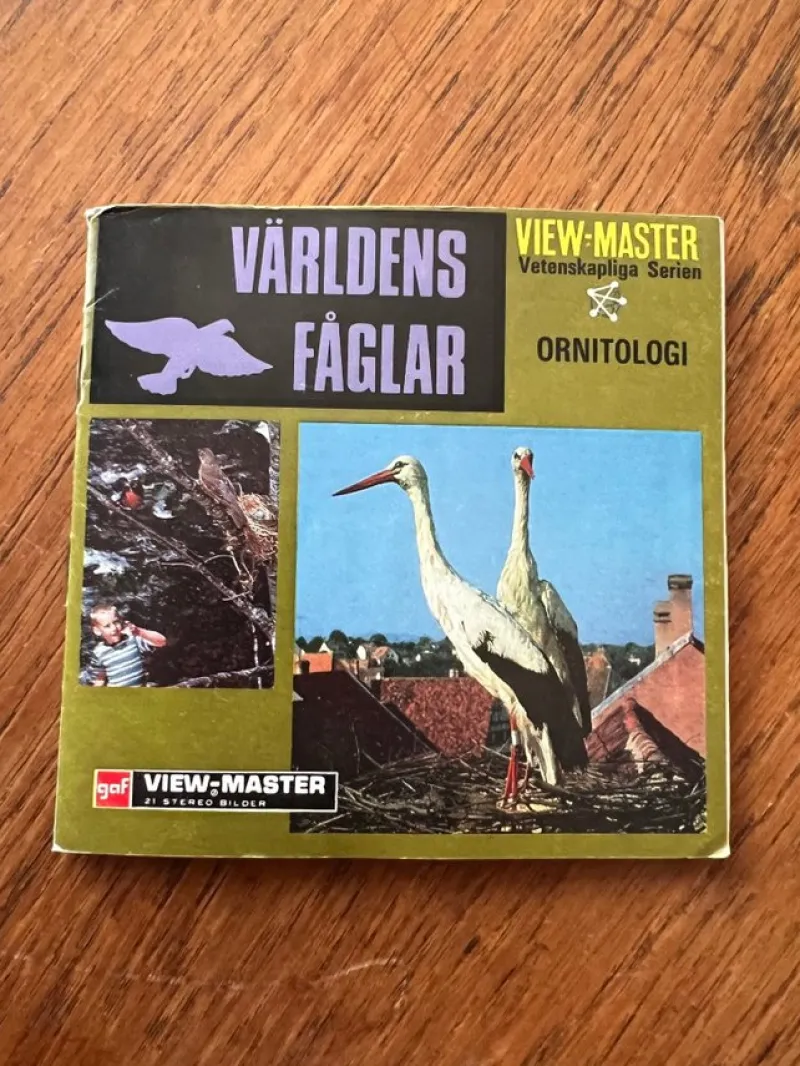 VÄRLDENS
FÅGLAR
VIEW-MASTER
Vetenskapliga Serien
ORNITOLOGI
gaf VIEW-MASTER
21 STEREO BILDER